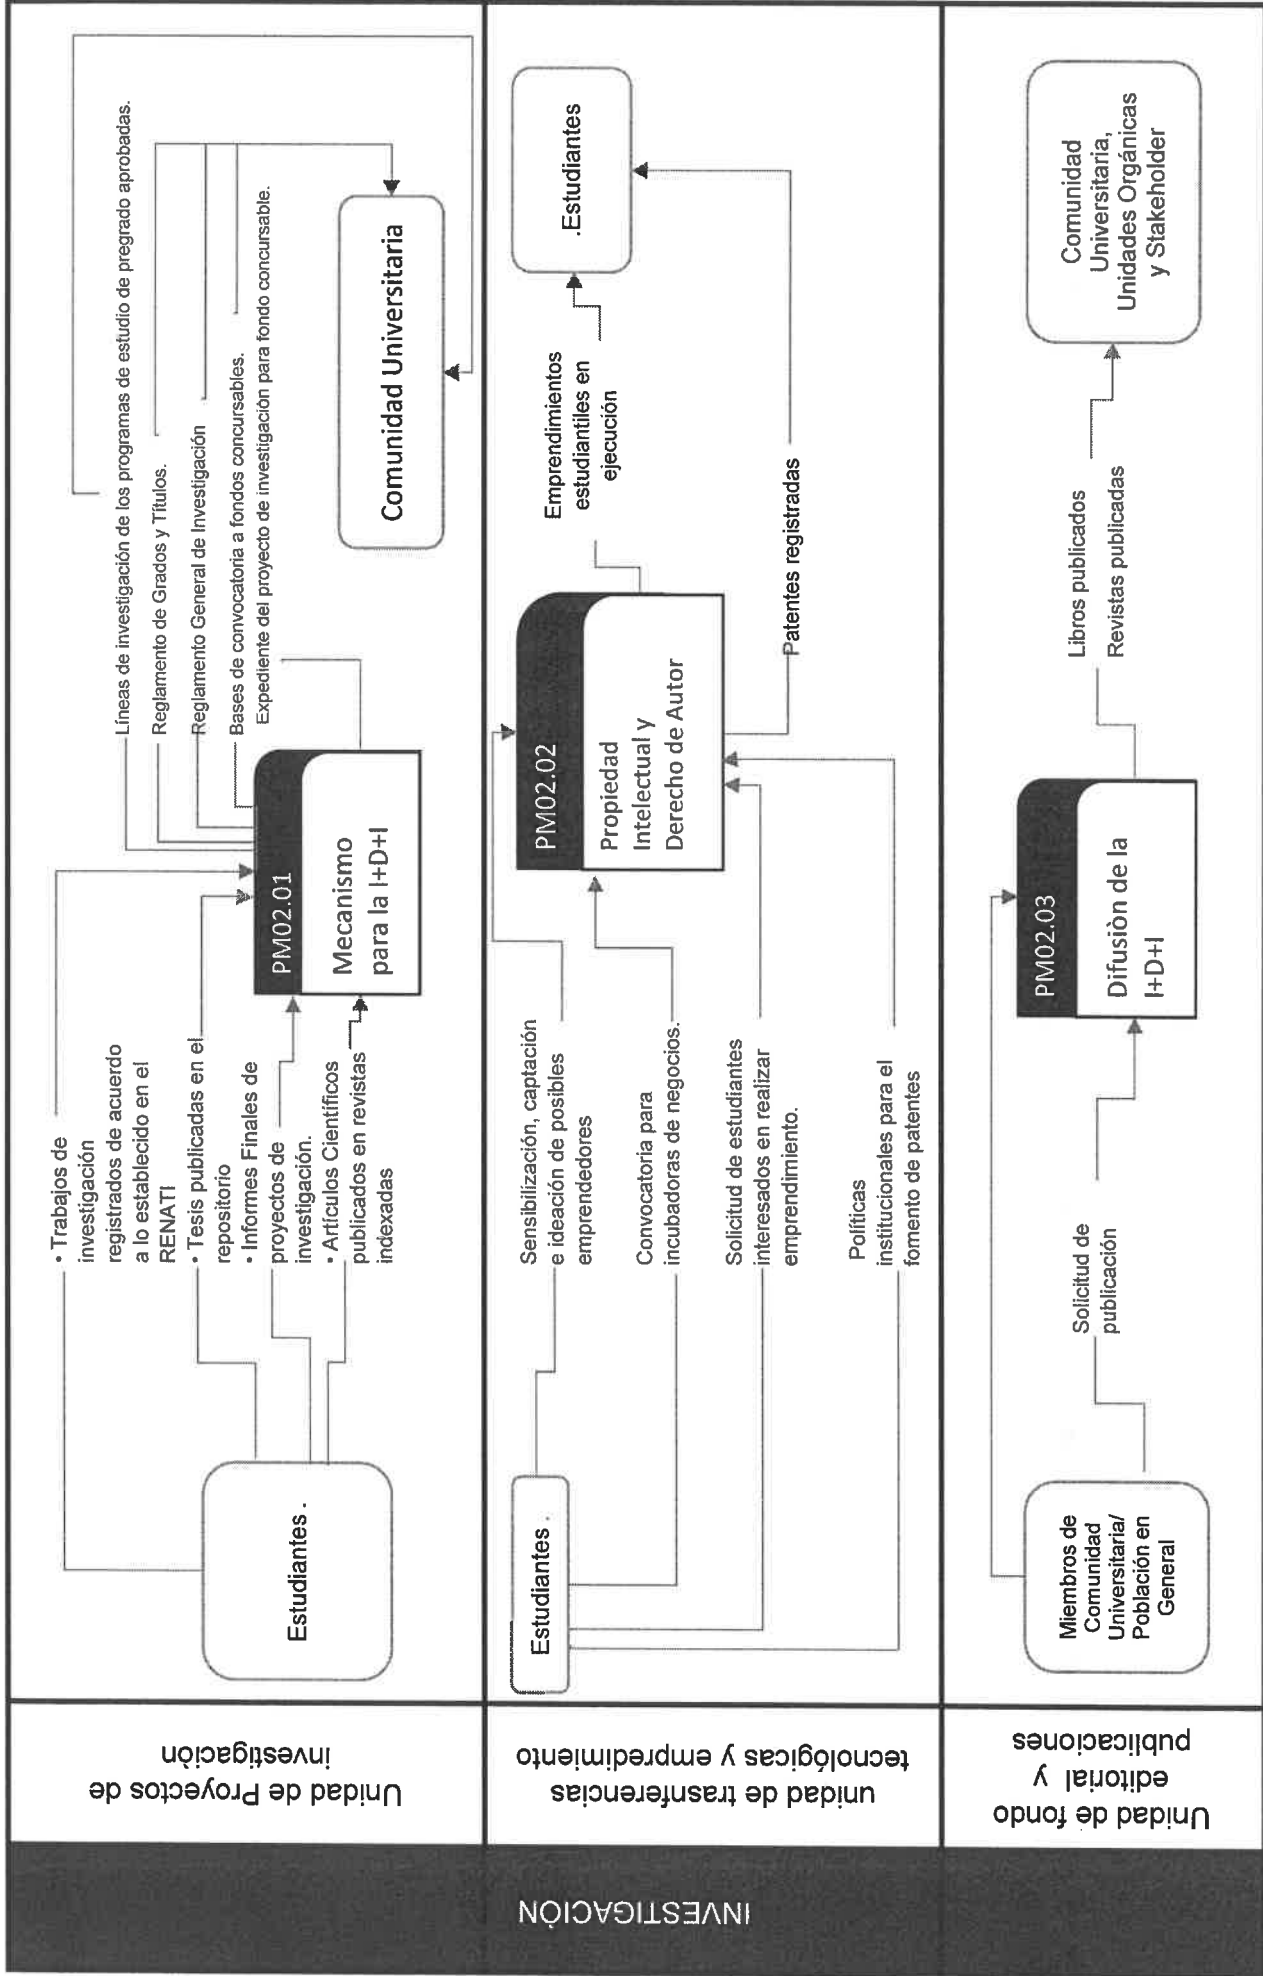 INVESTIGACIÓN
Unidad de Proyectos de
investigaciòn
• Trabajos de
investigación
registrados de acuerdo
a lo establecido en el
RENATI
• Tesis publicadas en el
repositorio
• Informes Finales de
proyectos de
investigación.
• Artículos Científicos
publicados en revistas
indexadas
Estudiantes .
PM02.01
Mecanismo
para la I+D+I
Líneas de investigación de los programas de estudio de pregrado aprobadas.
Reglamento de Grados y Títulos.
Reglamento General de Investigación
Bases de convocatoria a fondos concursables.
Expediente del proyecto de investigación para fondo concursable.
Comunidad Universitaria
unidad de trasnferencias
tecnológicas y empredimiento
Estudiantes .
Sensibilización, captación
e ideación de posibles
emprendedores
Convocatoria para
incubadoras de negocios.
Solicitud de estudiantes
interesados en realizar
emprendimiento.
Políticas
institucionales para el
fomento de patentes
PM02.02
Propiedad
Intelectual y
Derecho de Autor
Emprendimientos
estudiantiles en
ejecución
Patentes registradas
.Estudiantes
Unidad de fondo
editorial y
publicaciones
Miembros de
Comunidad
Universitaria/
Población en
General
Solicitud de
publicación
PM02.03
Difusiòn de la
I+D+I
Libros publicados
Revistas publicadas
Comunidad
Universitaria,
Unidades Orgánicas
y Stakeholder